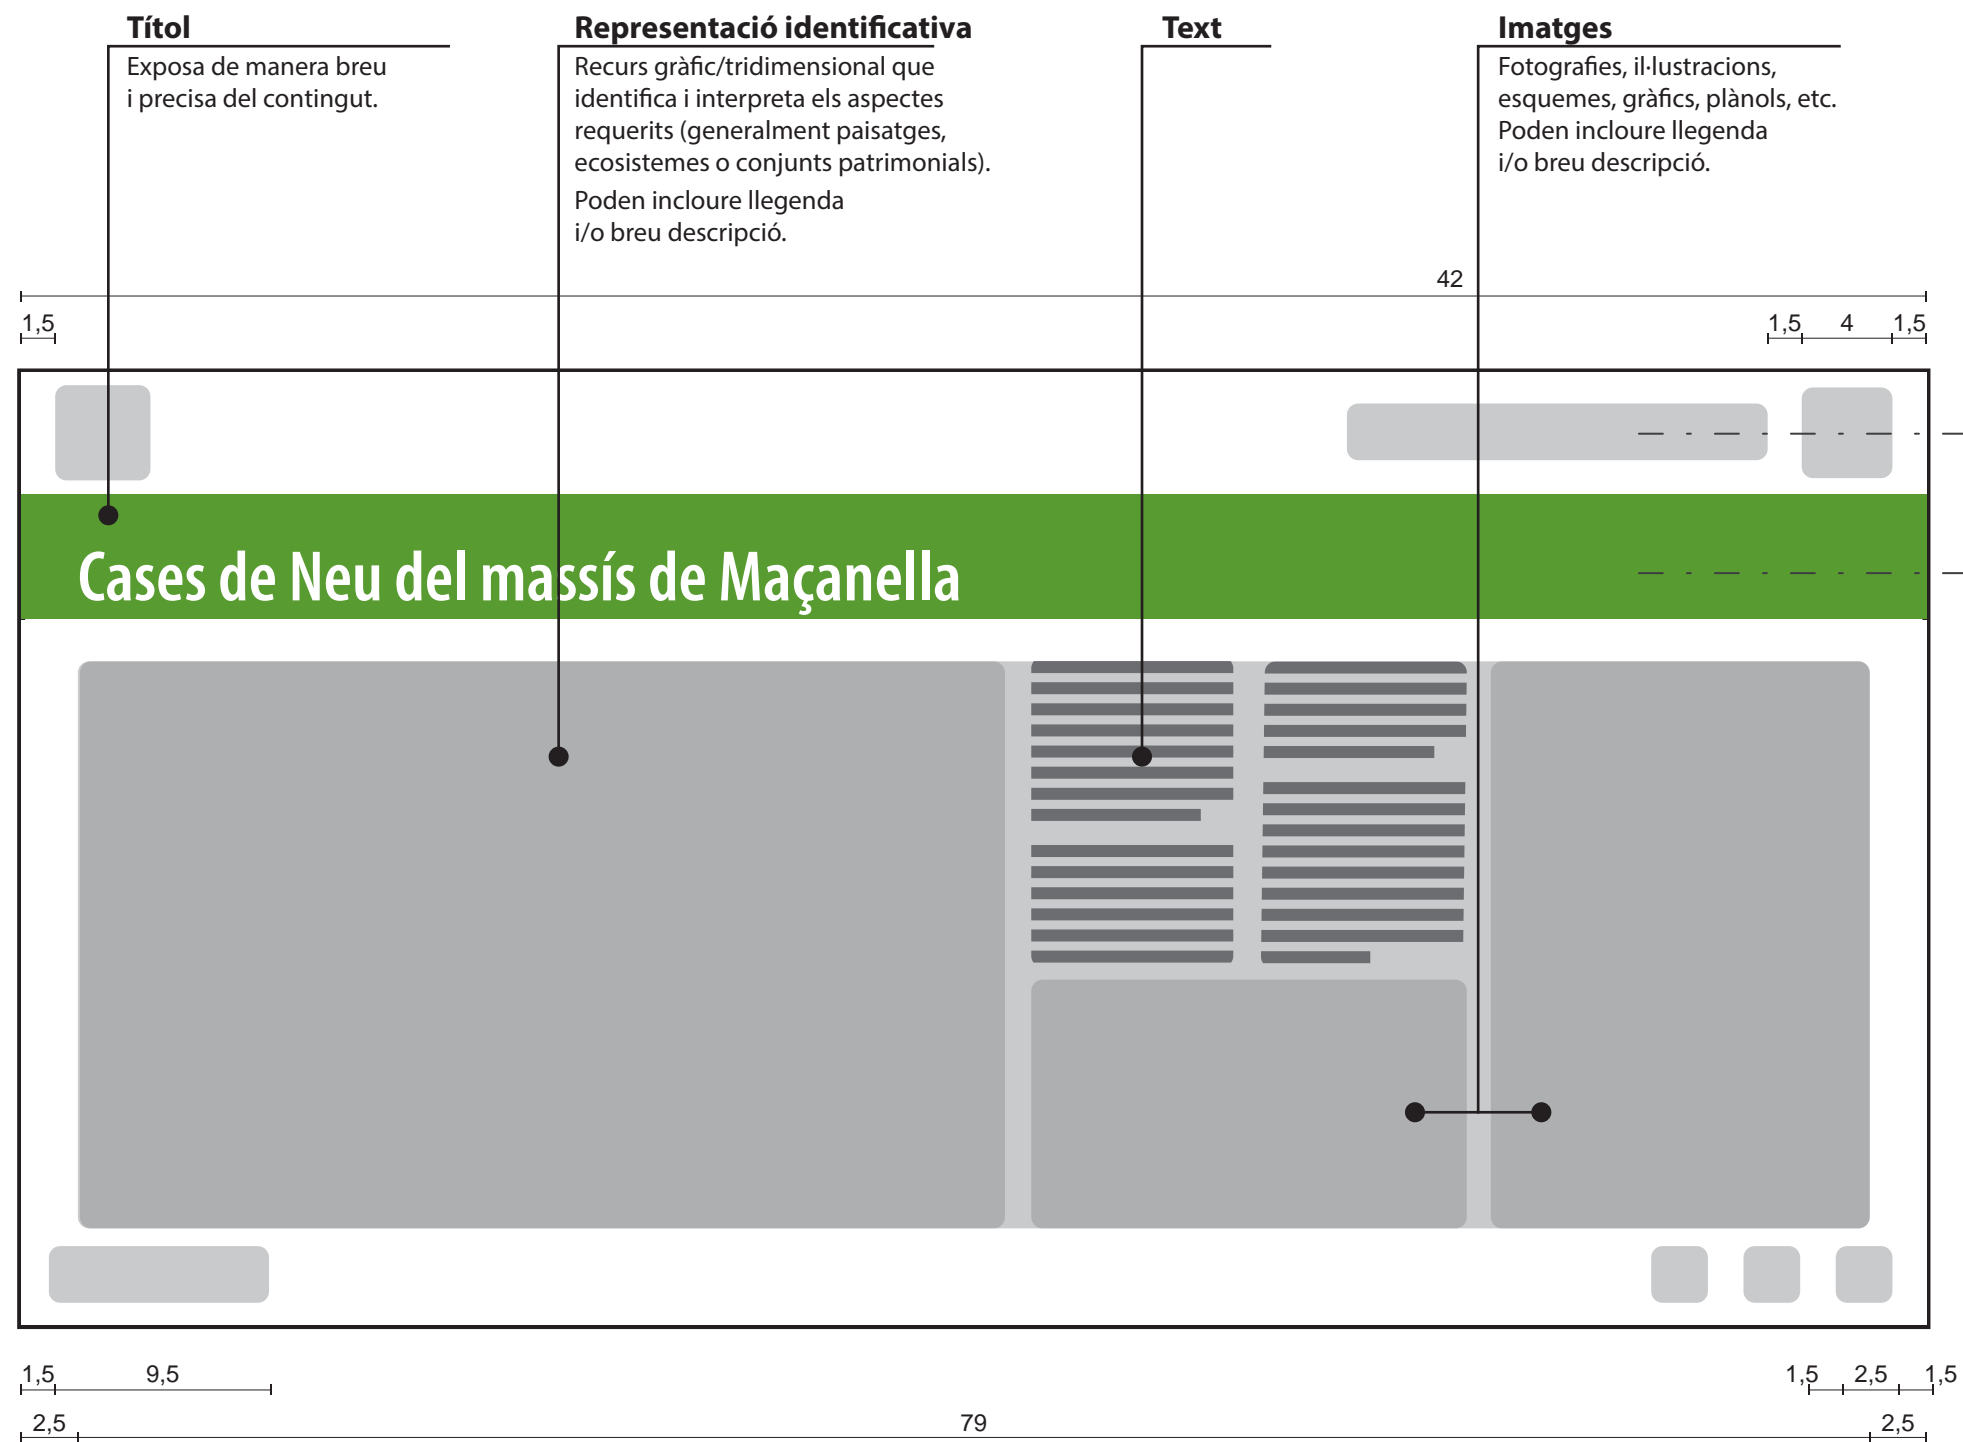 Títol
Exposa de manera breu
i precisa del contingut.
Representació identificativa
Recurs gràfic/tridimensional que
identifica i interpreta els aspectes
requerits (generalment paisatges,
ecosistemes o conjunts patrimonials).
Poden incloure llegenda
i/o breu descripció.
Text
Imatges
Fotografies, il·lustracions,
esquemes, gràfics, plànols, etc.
Poden incloure llegenda
i/o breu descripció.
42
1,5
1,5 4 1,5
Cases de Neu del massís de Maçanella
1,5 9,5
1,5 2,5 1,5
2,5 79 2,5